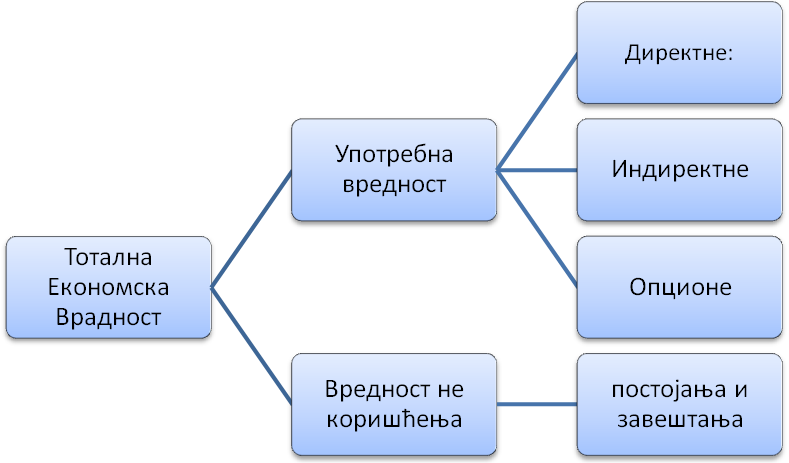 Тотална
Економска
Врадност
Употребна
вредност
Директне:
Индиректне
Опционе
Вредност не
коришћења
постојања и
завештања